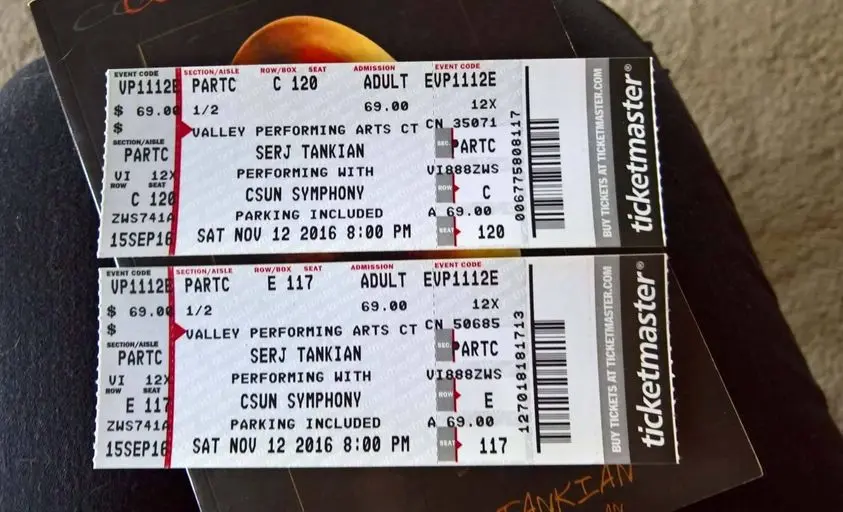 EVENT CODE SECTION/AISLE ROW/BOX SEAT ADMISSION EVENT CODE
VP1112E PARTC C 120 ADULT EVP1112E
$ 69.00 1/2 69.00 12X
$ VALLEY PERFORMING ARTS CT CN 35071
SECTION/AISLE SERJ TANKIAN SEC. PARTC
PARTC
VI 12X PERFORMING WITH VI888ZWS
ROW SEAT
C 120 CSUN SYMPHONY ROW C
ZWS741A PARKING INCLUDED A 69.00
15SEP16 SAT NOV 12 2016 8:00 PM SEAT 120
006775808117
BUY TICKETS AT TICKETMASTER.COM
ticketmaster®
EVENT CODE SECTION/AISLE ROW/BOX SEAT ADMISSION EVENT CODE
VP1112E PARTC E 117 ADULT EVP1112E
$ 69.00 1/2 69.00 12X
$ VALLEY PERFORMING ARTS CT CN 50685
SECTION/AISLE SERJ TANKIAN SEC. PARTC
PARTC
VI 12X PERFORMING WITH VI888ZWS
ROW SEAT
E 117 CSUN SYMPHONY ROW E
ZWS741A PARKING INCLUDED A 69.00
15SEP16 SAT NOV 12 2016 8:00 PM SEAT 117
127018181713
BUY TICKETS AT TICKETMASTER.COM
ticketmaster®
TANKIAN